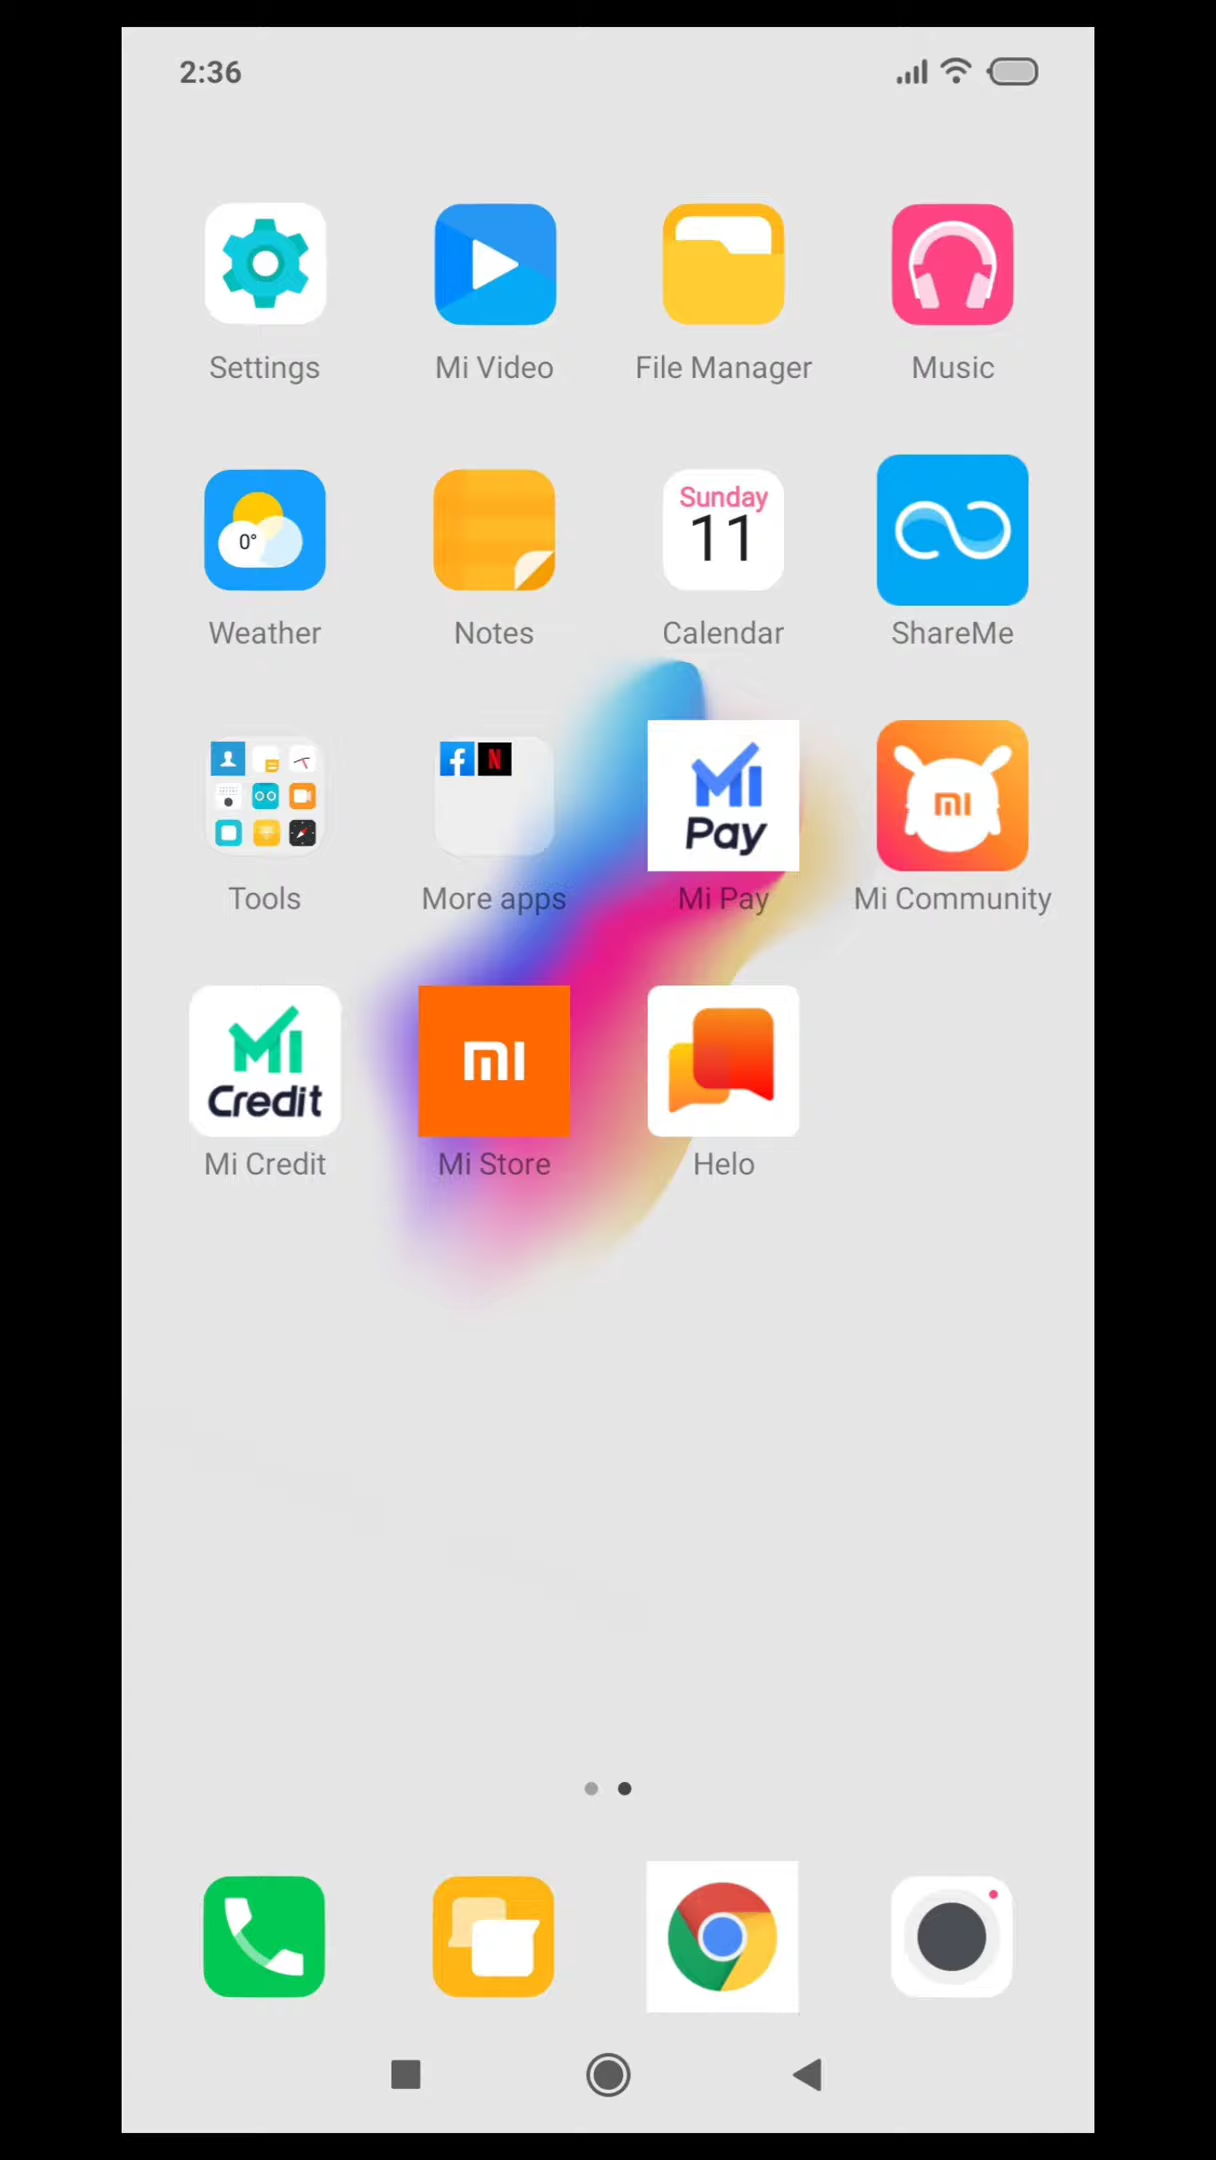 2:36
Settings
Mi Video
File Manager
Music
0°
Sunday
11
Weather
Notes
Calendar
ShareMe
MI
Pay
mi
Tools
More apps
Mi Pay
Mi Community
MI
Credit
mi
Mi Credit
Mi Store
Helo